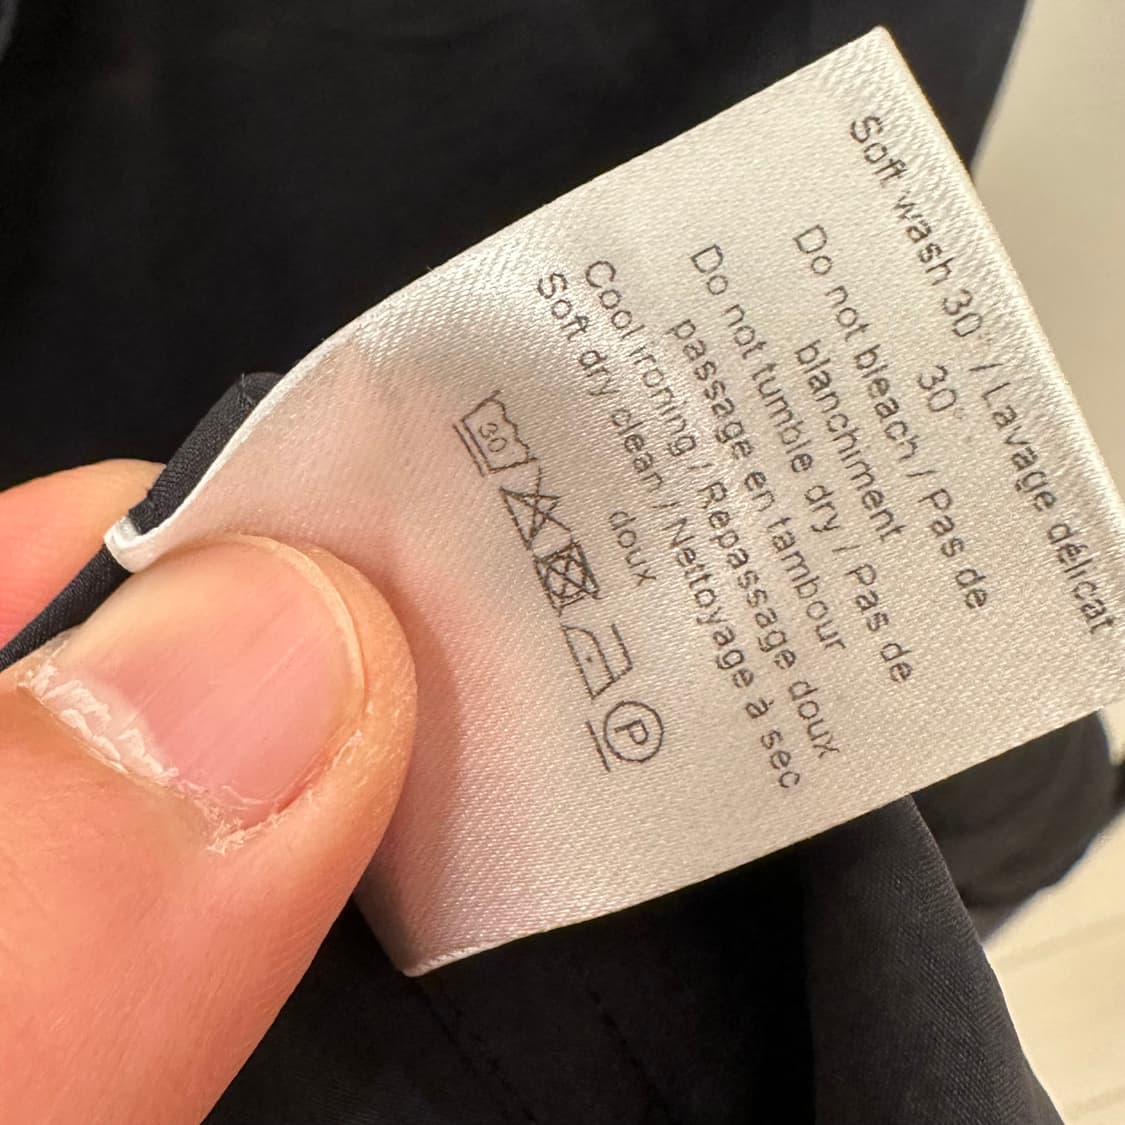 Soft wash 30° / Lavage délicat
30°
Do not bleach / Pas de
blanchiment
Do not tumble dry / Pas de
passage en tambour
Cool ironing / Repassage doux
Soft dry clean / Nettoyage à sec
doux
30
P